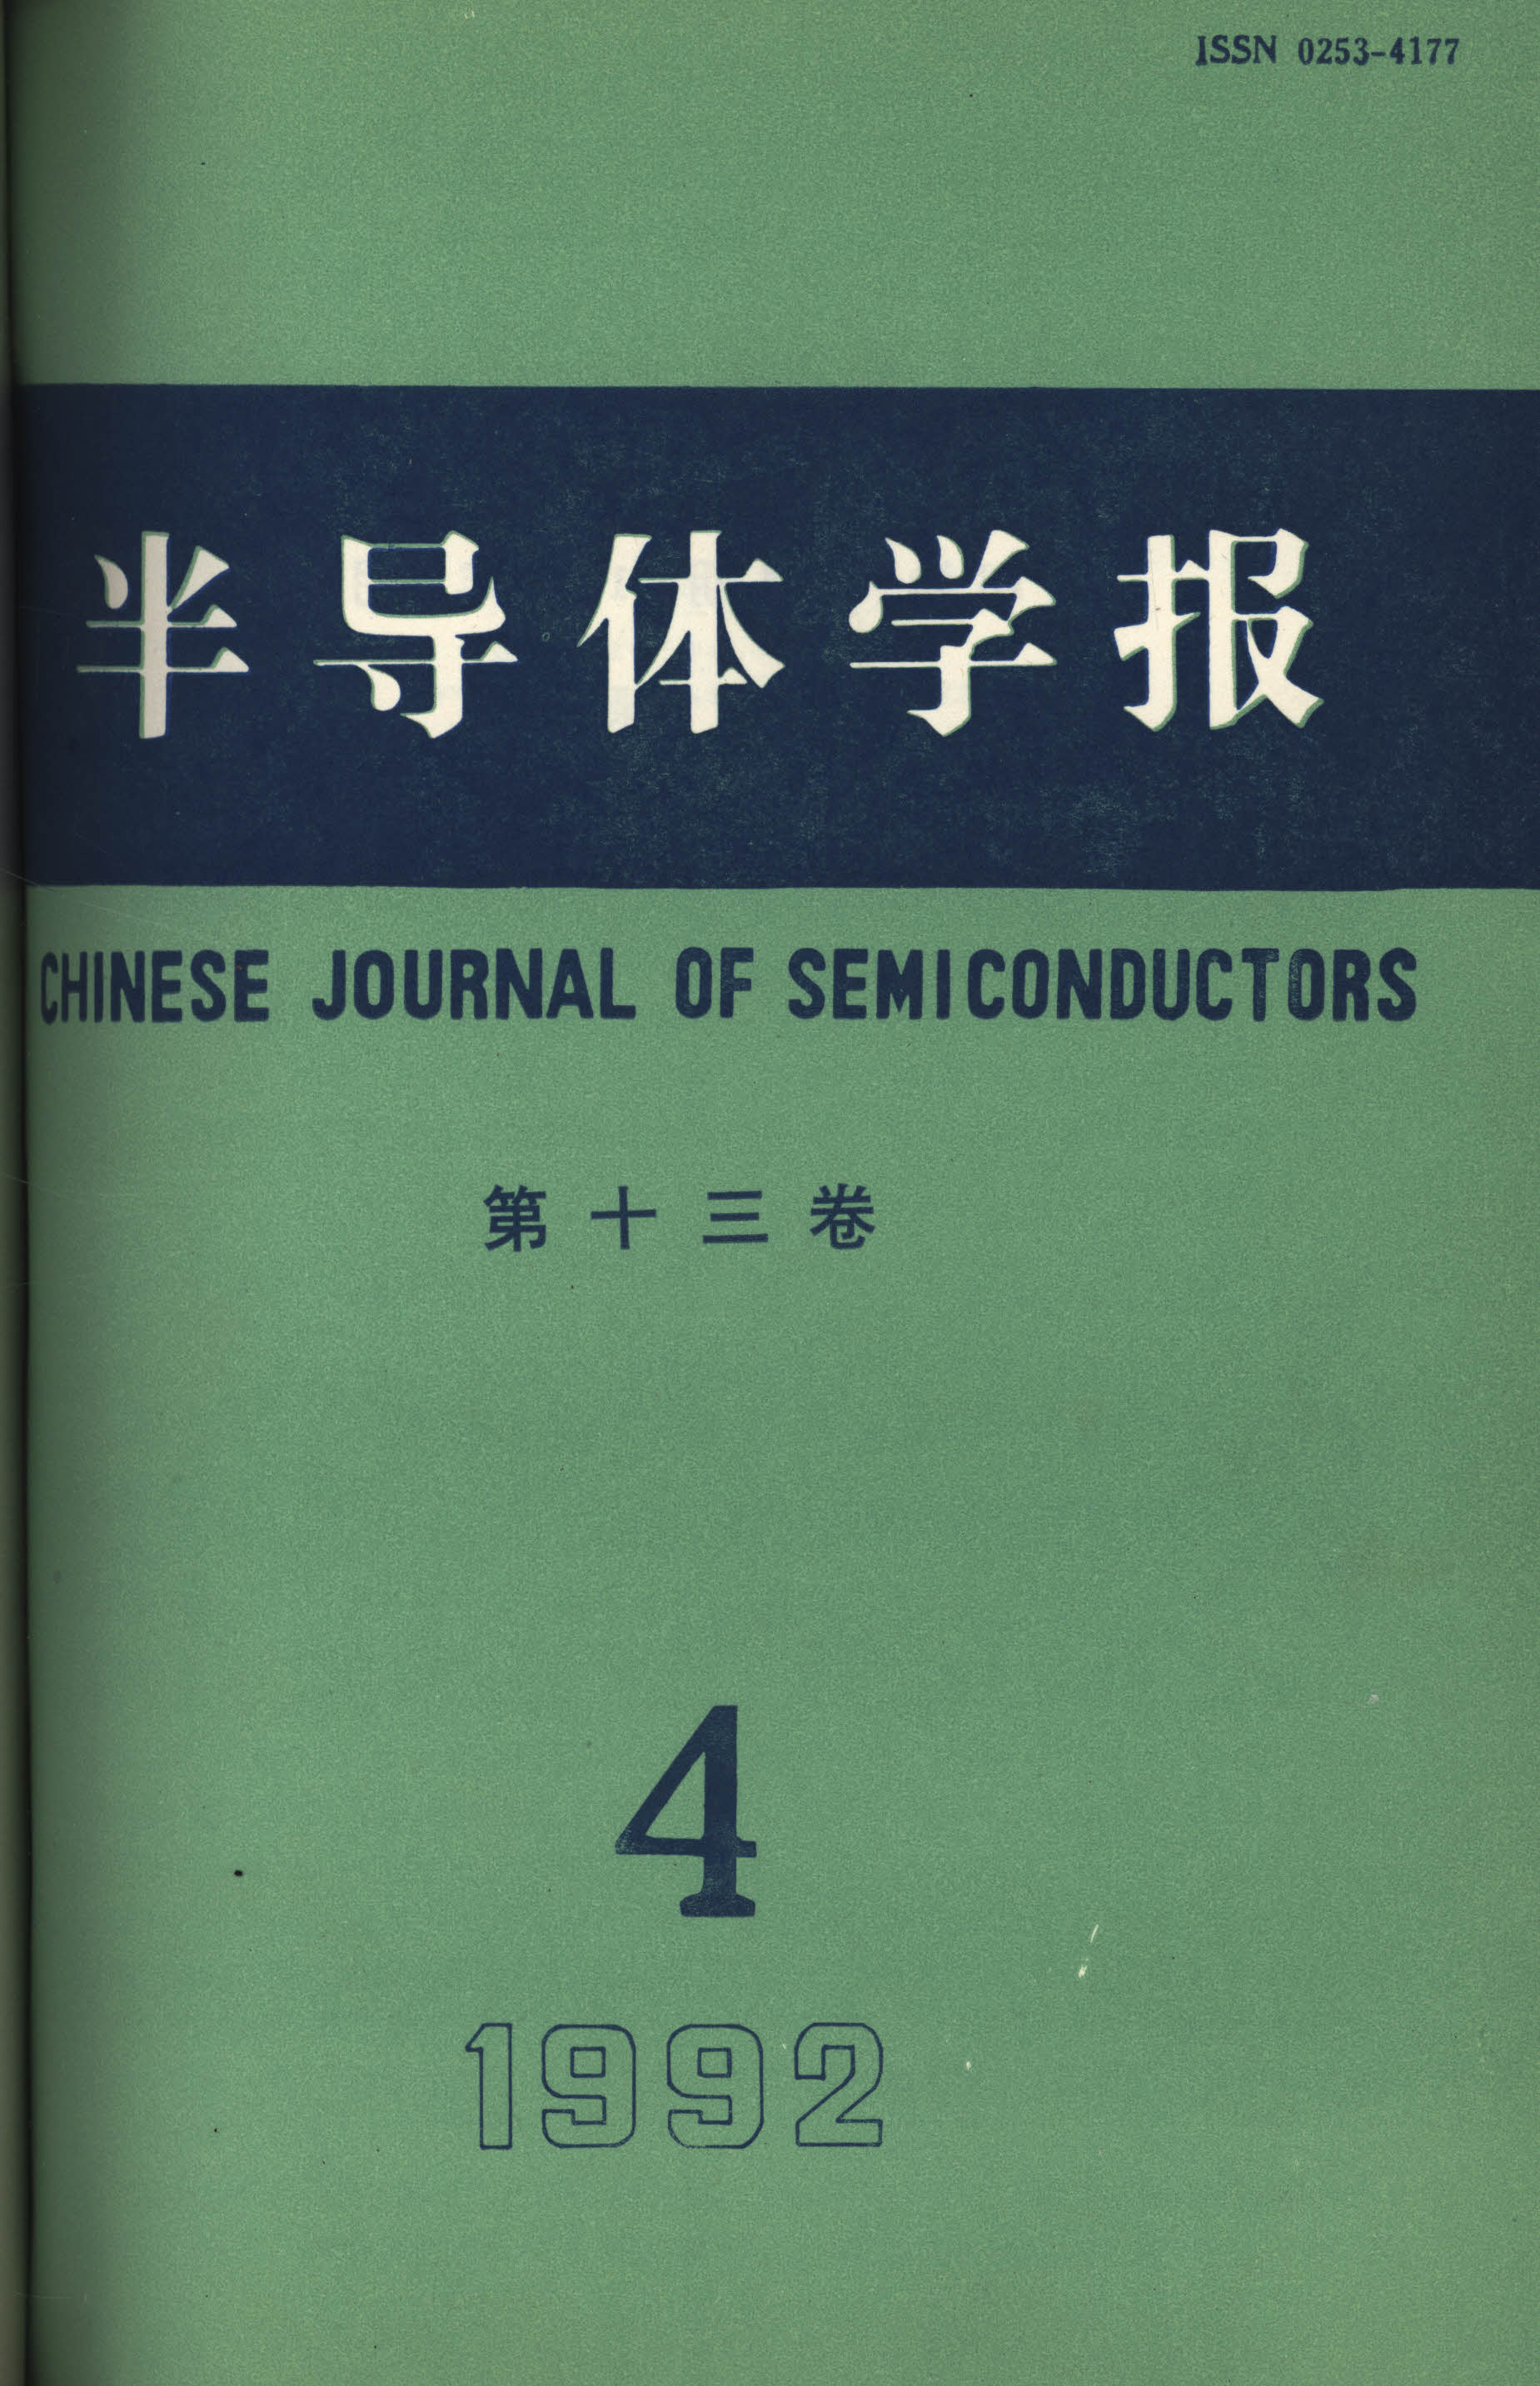 ISSN 0253-4177
半导体学报
CHINESE JOURNAL OF SEMICONDUCTORS
第十三卷
4
1992